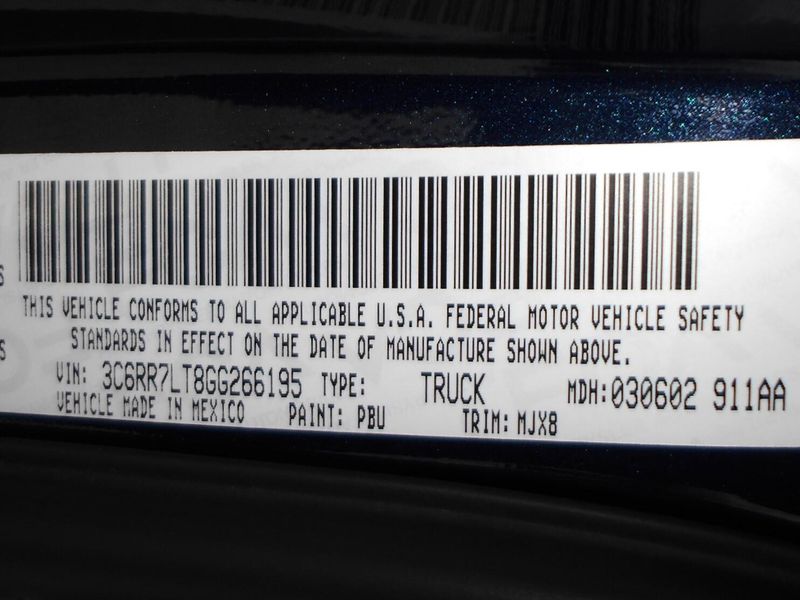 S
THIS VEHICLE CONFORMS TO ALL APPLICABLE U.S.A. FEDERAL MOTOR VEHICLE SAFETY
S STANDARDS IN EFFECT ON THE DATE OF MANUFACTURE SHOWN ABOVE.
VIN: 3C6RR7LT8GG266195 TYPE: TRUCK MDH:030602 911AA
VEHICLE MADE IN MEXICO PAINT: PBU TRIM: MJX8